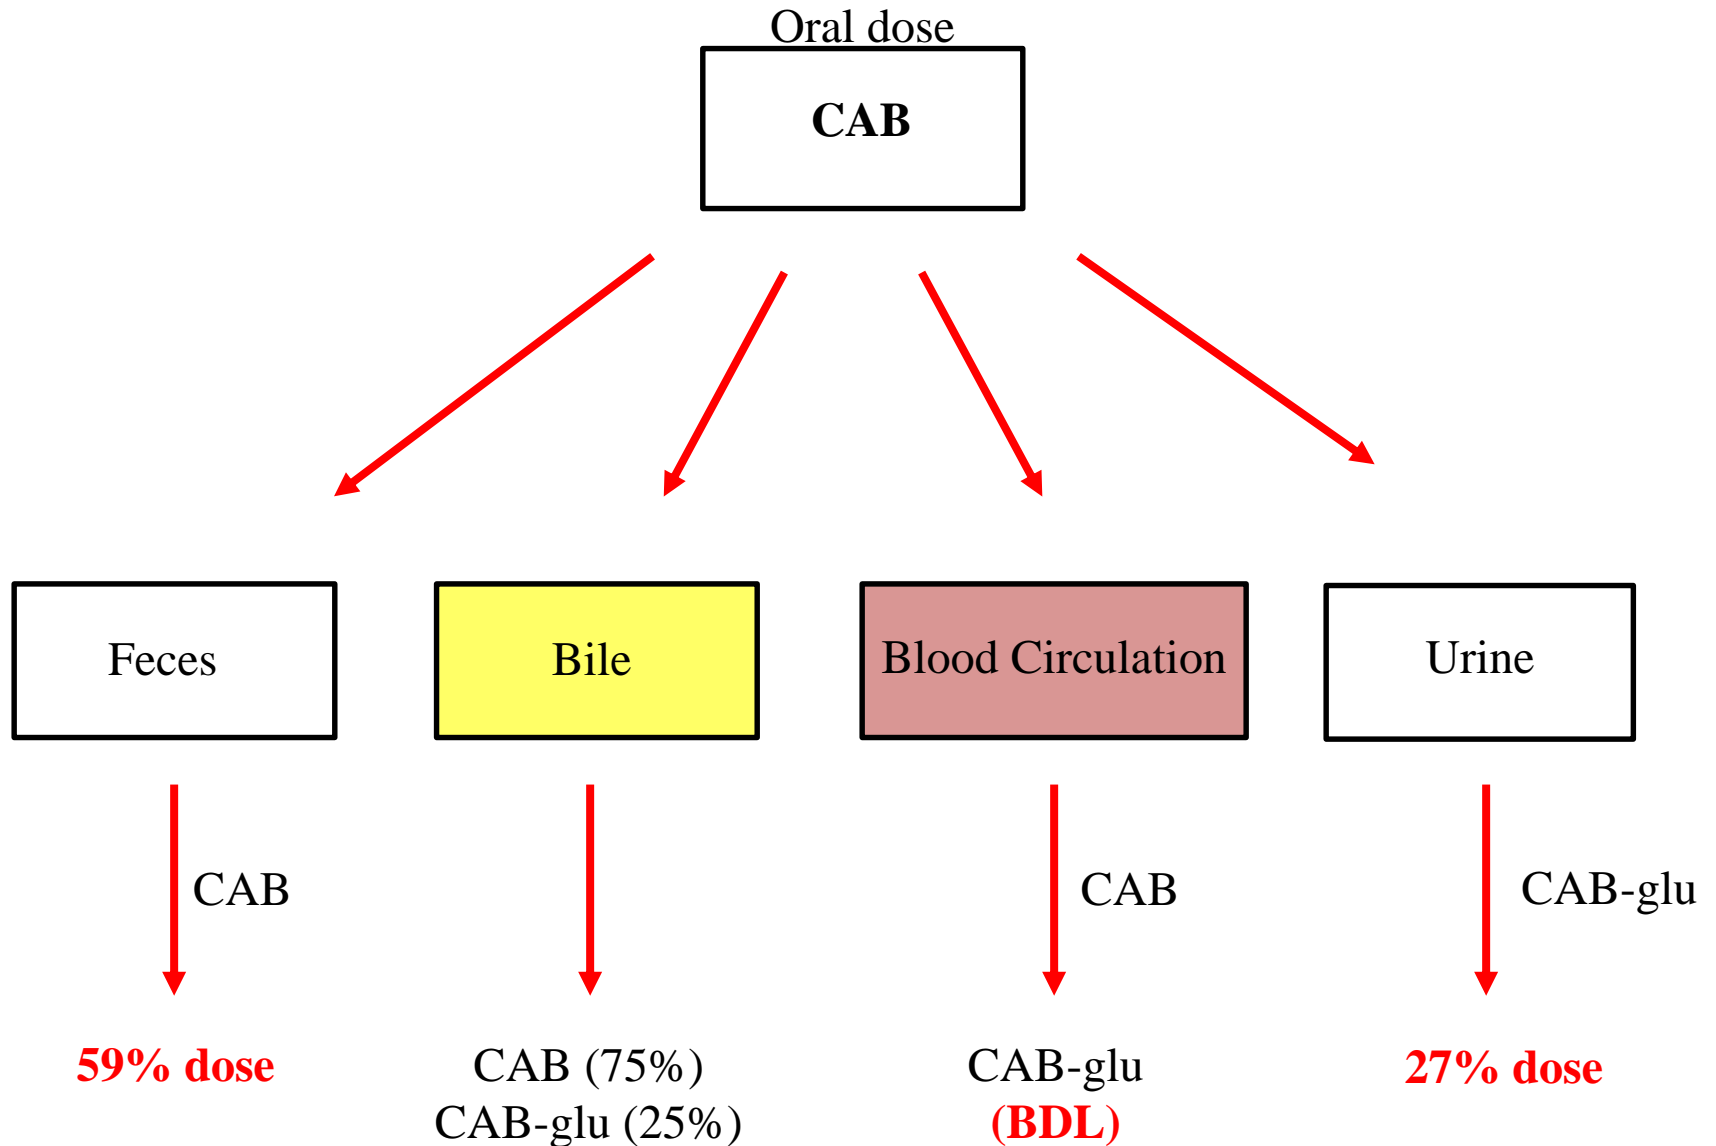 Oral dose
CAB
Feces
Bile
Blood Circulation
Urine
CAB
CAB
CAB-glu
59% dose
CAB (75%)
CAB-glu (25%)
CAB-glu
(BDL)
27% dose